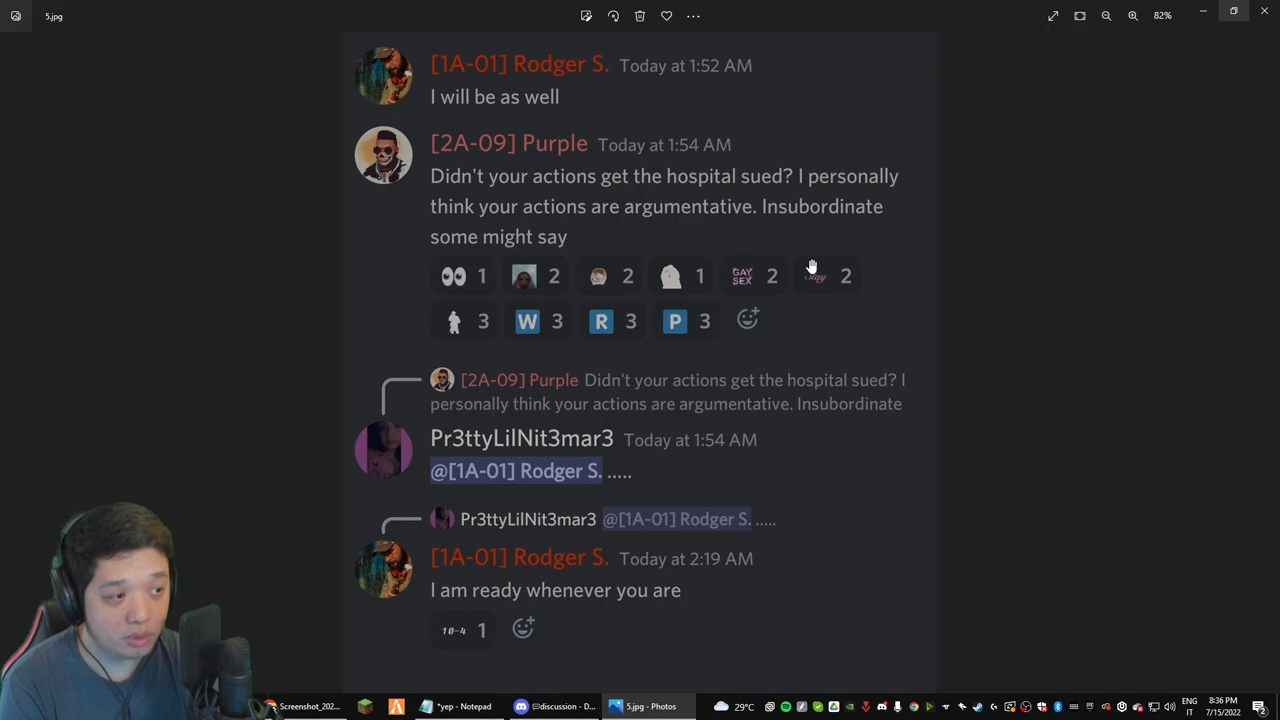 5.jpg
82%
[1A-01] Rodger S. Today at 1:52 AM
I will be as well
[2A-09] Purple Today at 1:54 AM
Didn't your actions get the hospital sued? I personally
think your actions are argumentative. Insubordinate
some might say
1 2 2 1 GAY SEX 2 Slay 2
3 W 3 R 3 P 3
[2A-09] Purple Didn't your actions get the hospital sued? I
personally think your actions are argumentative. Insubordinate
Pr3ttyLilNit3mar3 Today at 1:54 AM
@[1A-01] Rodger S. .....
Pr3ttyLilNit3mar3 @[1A-01] Rodger S. .....
[1A-01] Rodger S. Today at 2:19 AM
I am ready whenever you are
10-4 1
Screenshot_202... *yep - Notepad discussion - D... 5.jpg - Photos 29°C ENG 8:36 PM
IT 7/15/2022 2